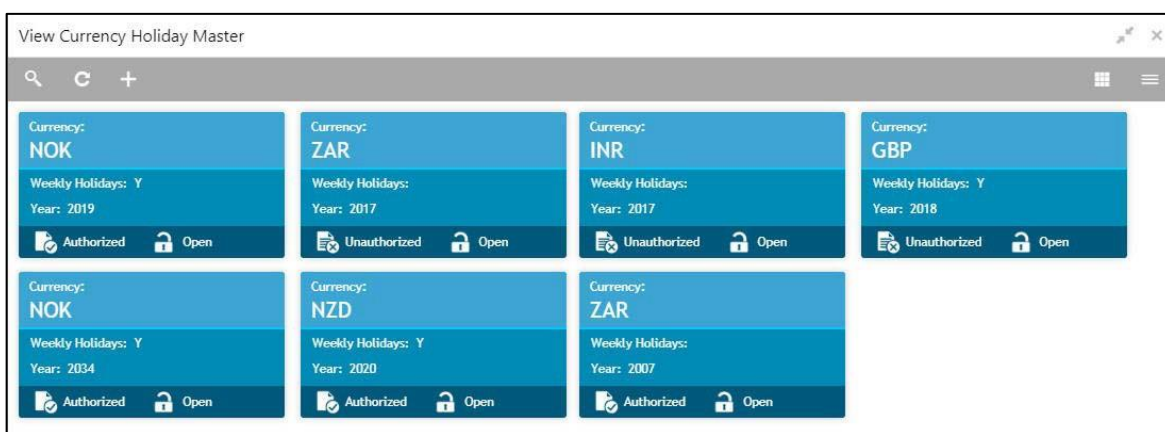 View Currency Holiday Master
Currency:
NOK
Weekly Holidays: Y
Year: 2019
Authorized Open
Currency:
ZAR
Weekly Holidays:
Year: 2017
Unauthorized Open
Currency:
INR
Weekly Holidays:
Year: 2017
Unauthorized Open
Currency:
GBP
Weekly Holidays: Y
Year: 2018
Unauthorized Open
Currency:
NOK
Weekly Holidays: Y
Year: 2034
Authorized Open
Currency:
NZD
Weekly Holidays: Y
Year: 2020
Authorized Open
Currency:
ZAR
Weekly Holidays:
Year: 2007
Authorized Open